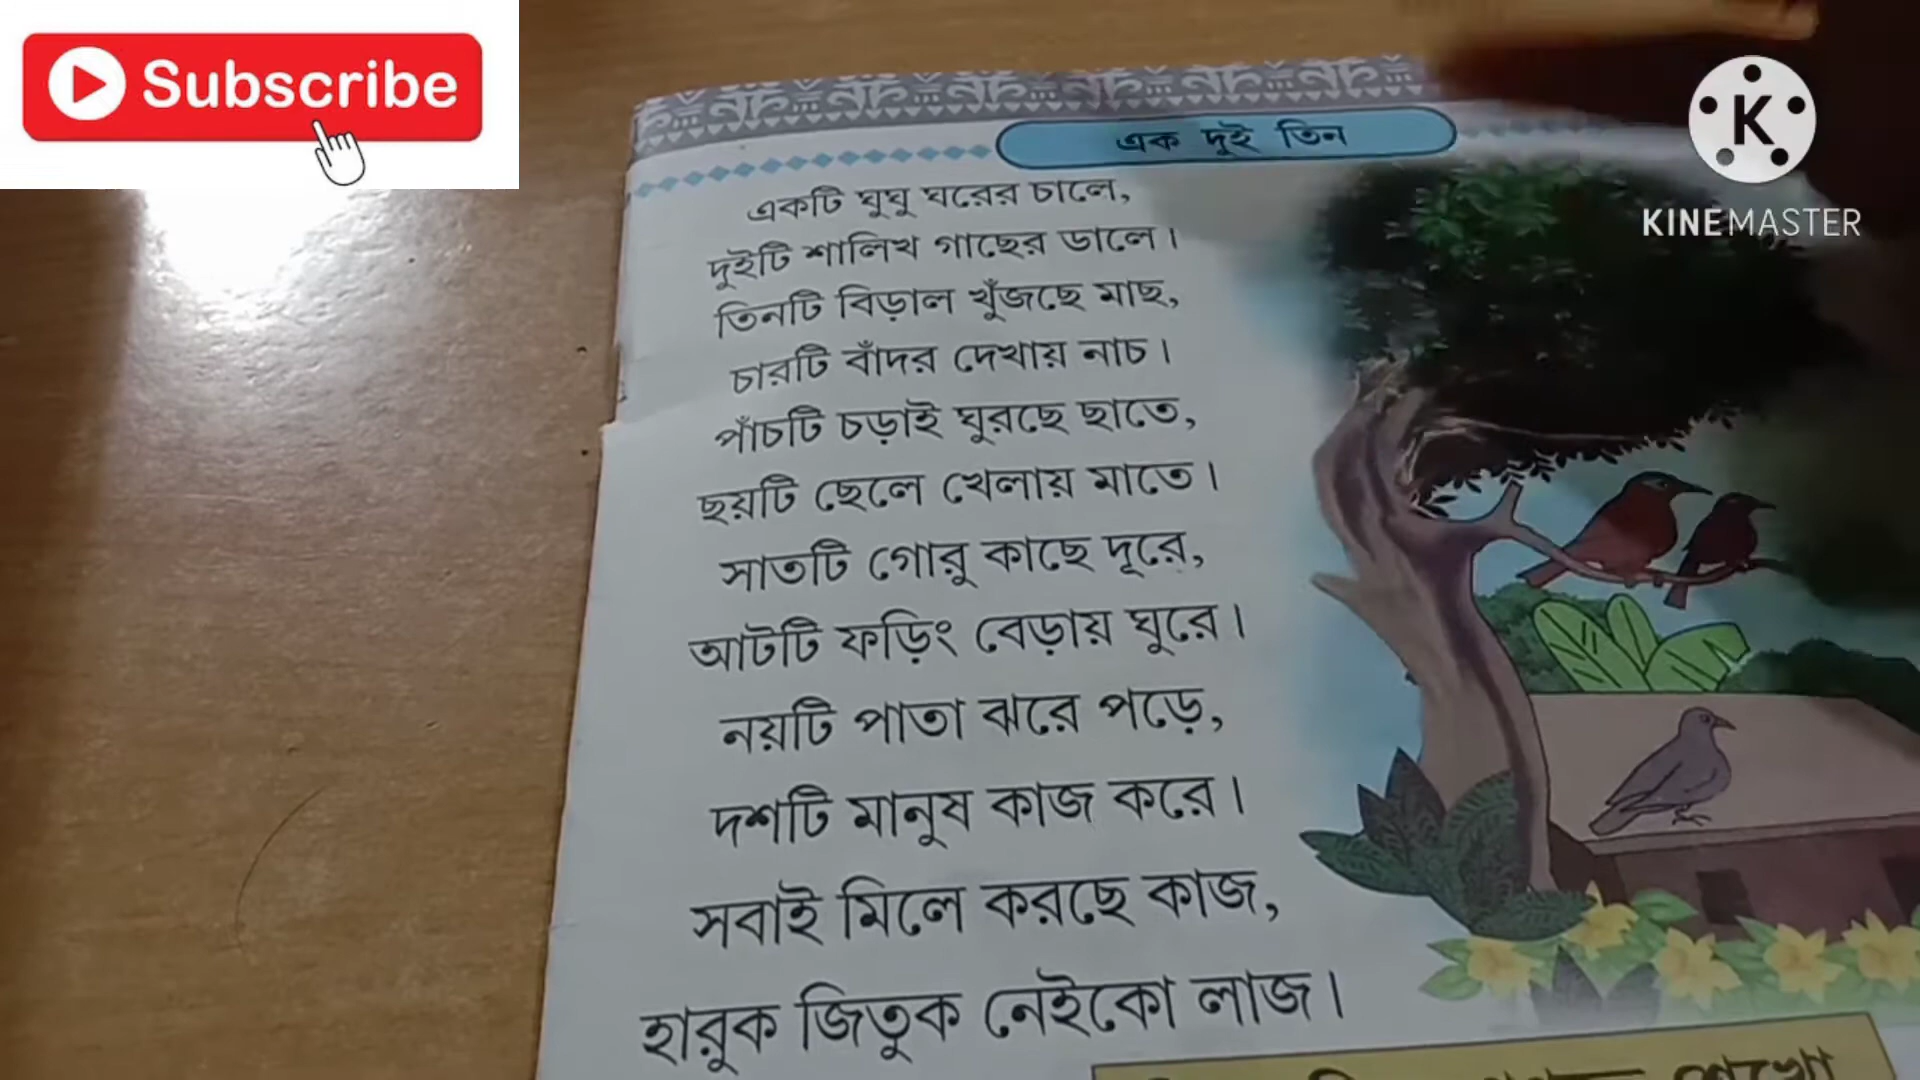 Subscribe
K
KINEMASTER
এক দুই তিন
একটি ঘুঘু ঘরের চালে,
দুইটি শালিখ গাছের ডালে।
তিনটি বিড়াল খুঁজছে মাছ,
চারটি বাঁদর দেখায় নাচ।
পাঁচটি চড়াই ঘুরছে ছাতে,
ছয়টি ছেলে খেলায় মাতে।
সাতটি গোরু কাছে দূরে,
আটটি ফড়িং বেড়ায় ঘুরে।
নয়টি পাতা ঝরে পড়ে,
দশটি মানুষ কাজ করে।
সবাই মিলে করছে কাজ,
হারুক জিতুক নেইকো লাজ।